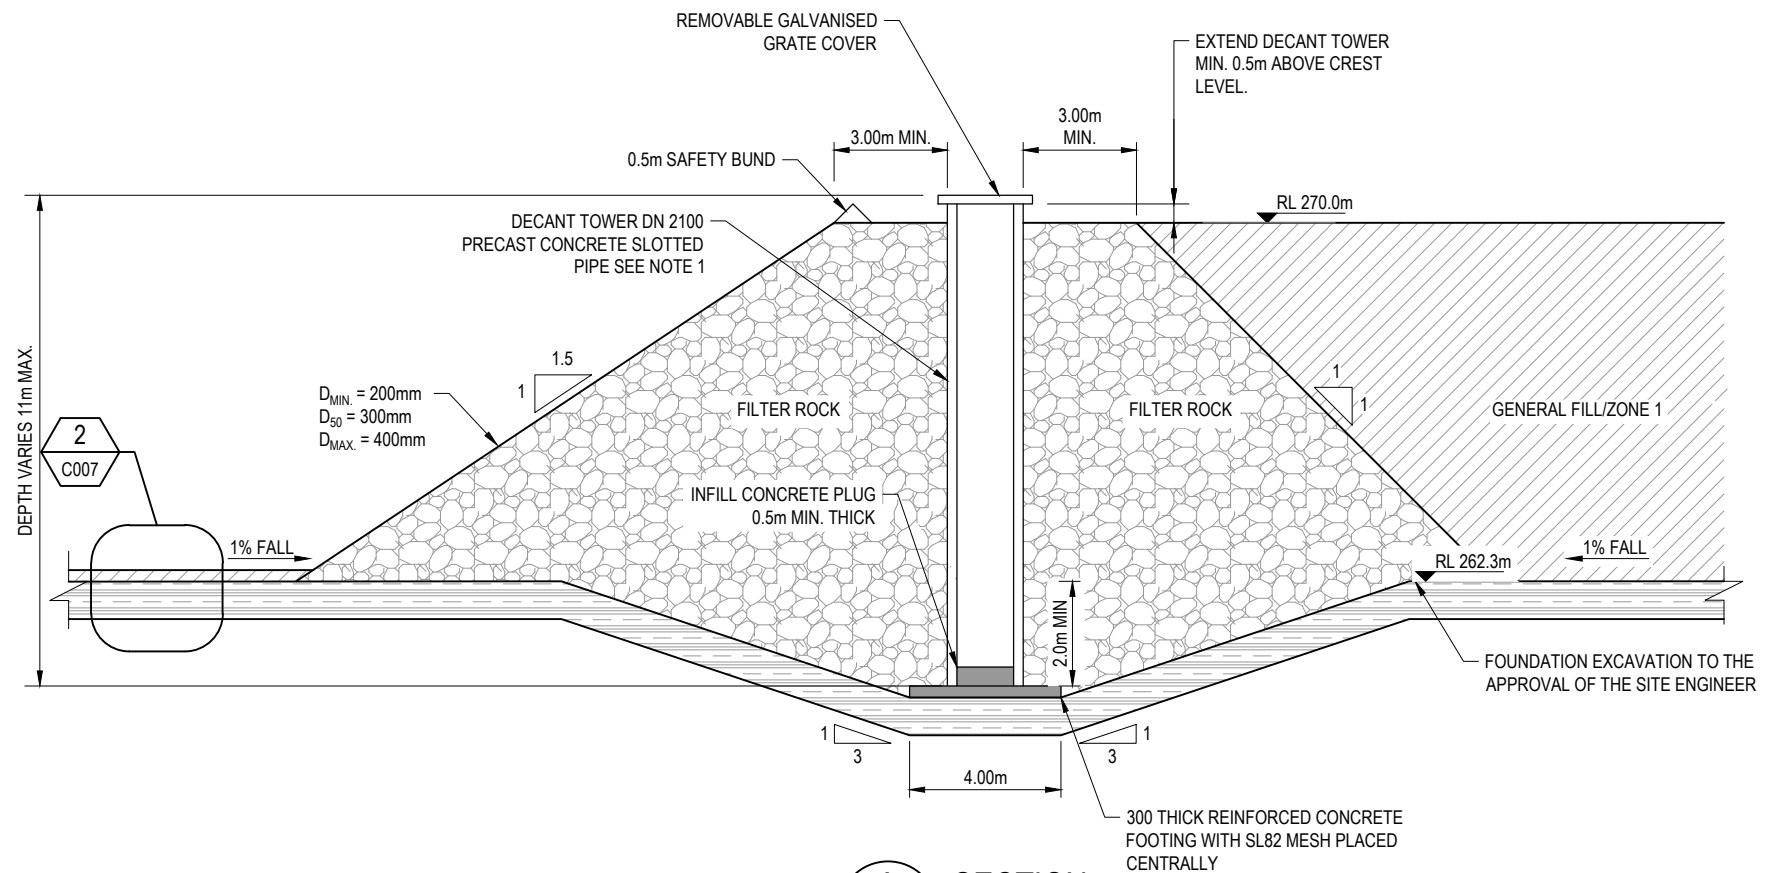 REMOVABLE GALVANISED
GRATE COVER
EXTEND DECANT TOWER
MIN. 0.5m ABOVE CREST
LEVEL.
3.00m MIN.
3.00m
MIN.
0.5m SAFETY BUND
RL 270.0m
DECANT TOWER DN 2100
PRECAST CONCRETE SLOTTED
PIPE SEE NOTE 1
DEPTH VARIES 11m MAX.
1.5
1
1
1
DMIN. = 200mm
D50 = 300mm
DMAX. = 400mm
FILTER ROCK
FILTER ROCK
GENERAL FILL/ZONE 1
2
C007
INFILL CONCRETE PLUG
0.5m MIN. THICK
1% FALL
1% FALL
RL 262.3m
2.0m MIN
FOUNDATION EXCAVATION TO THE
APPROVAL OF THE SITE ENGINEER
1
3
1
3
4.00m
300 THICK REINFORCED CONCRETE
FOOTING WITH SL82 MESH PLACED
CENTRALLY